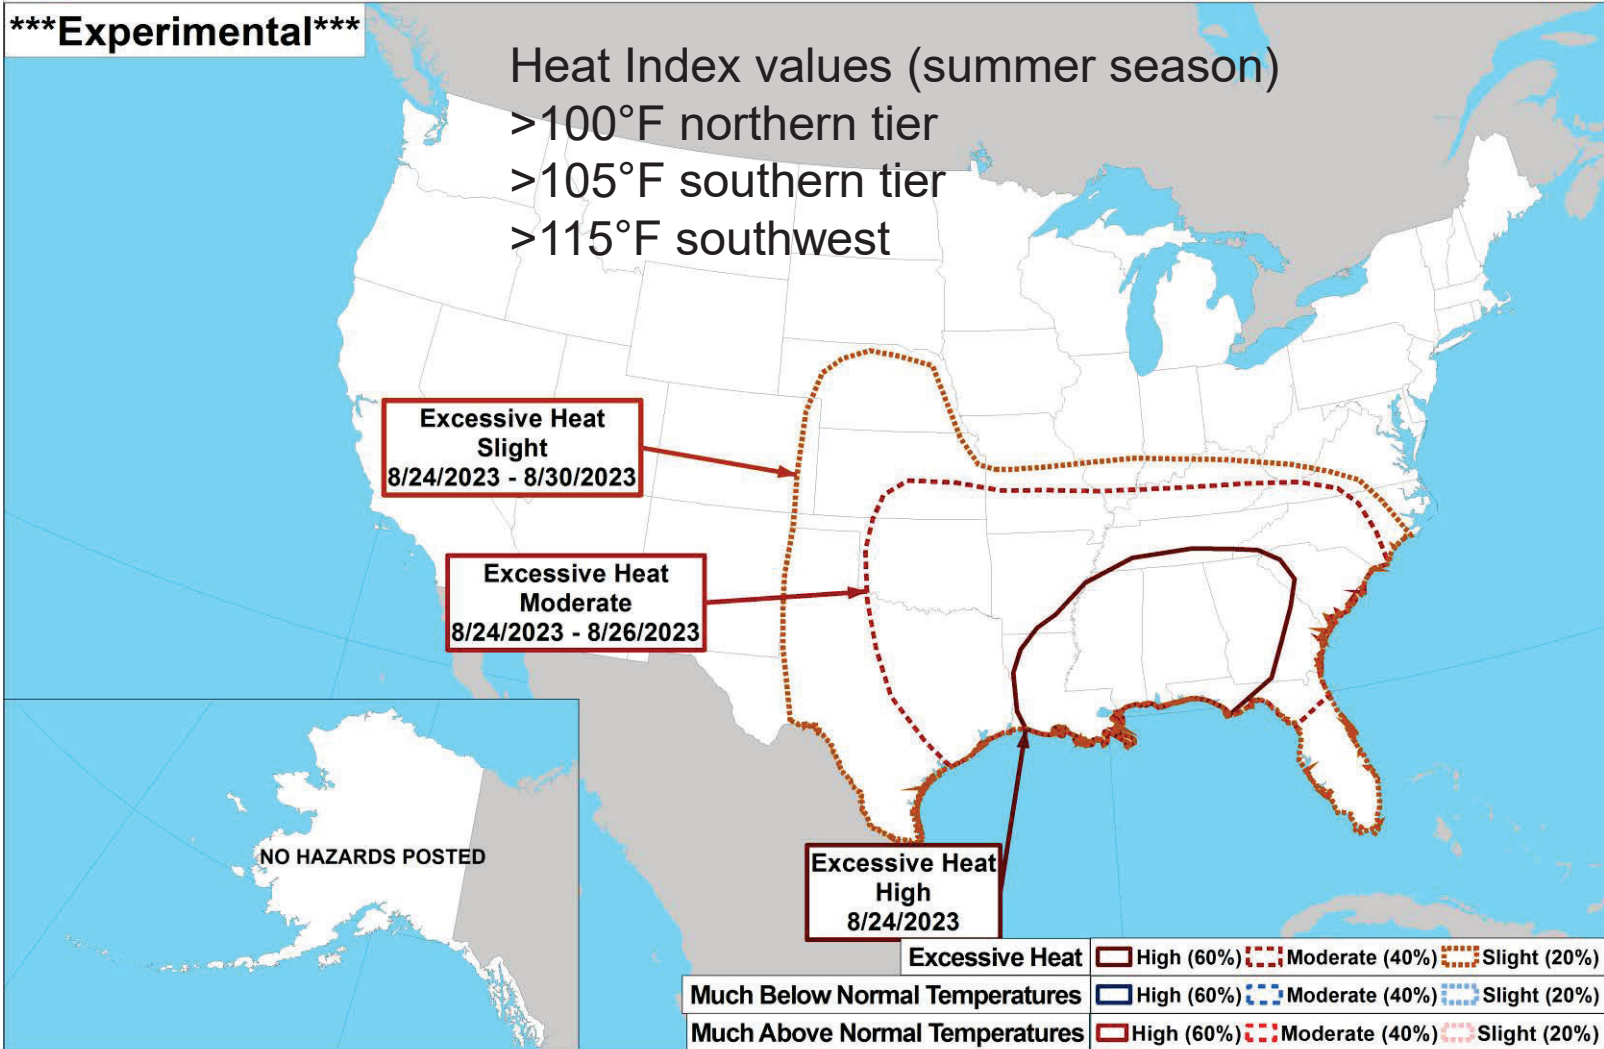 ***Experimental***
Heat Index values (summer season)
>100°F northern tier
>105°F southern tier
>115°F southwest
Excessive Heat
Slight
8/24/2023 - 8/30/2023
Excessive Heat
Moderate
8/24/2023 - 8/26/2023
NO HAZARDS POSTED
Excessive Heat
High
8/24/2023
Excessive Heat High (60%) Moderate (40%) Slight (20%)
Much Below Normal Temperatures High (60%) Moderate (40%) Slight (20%)
Much Above Normal Temperatures High (60%) Moderate (40%) Slight (20%)